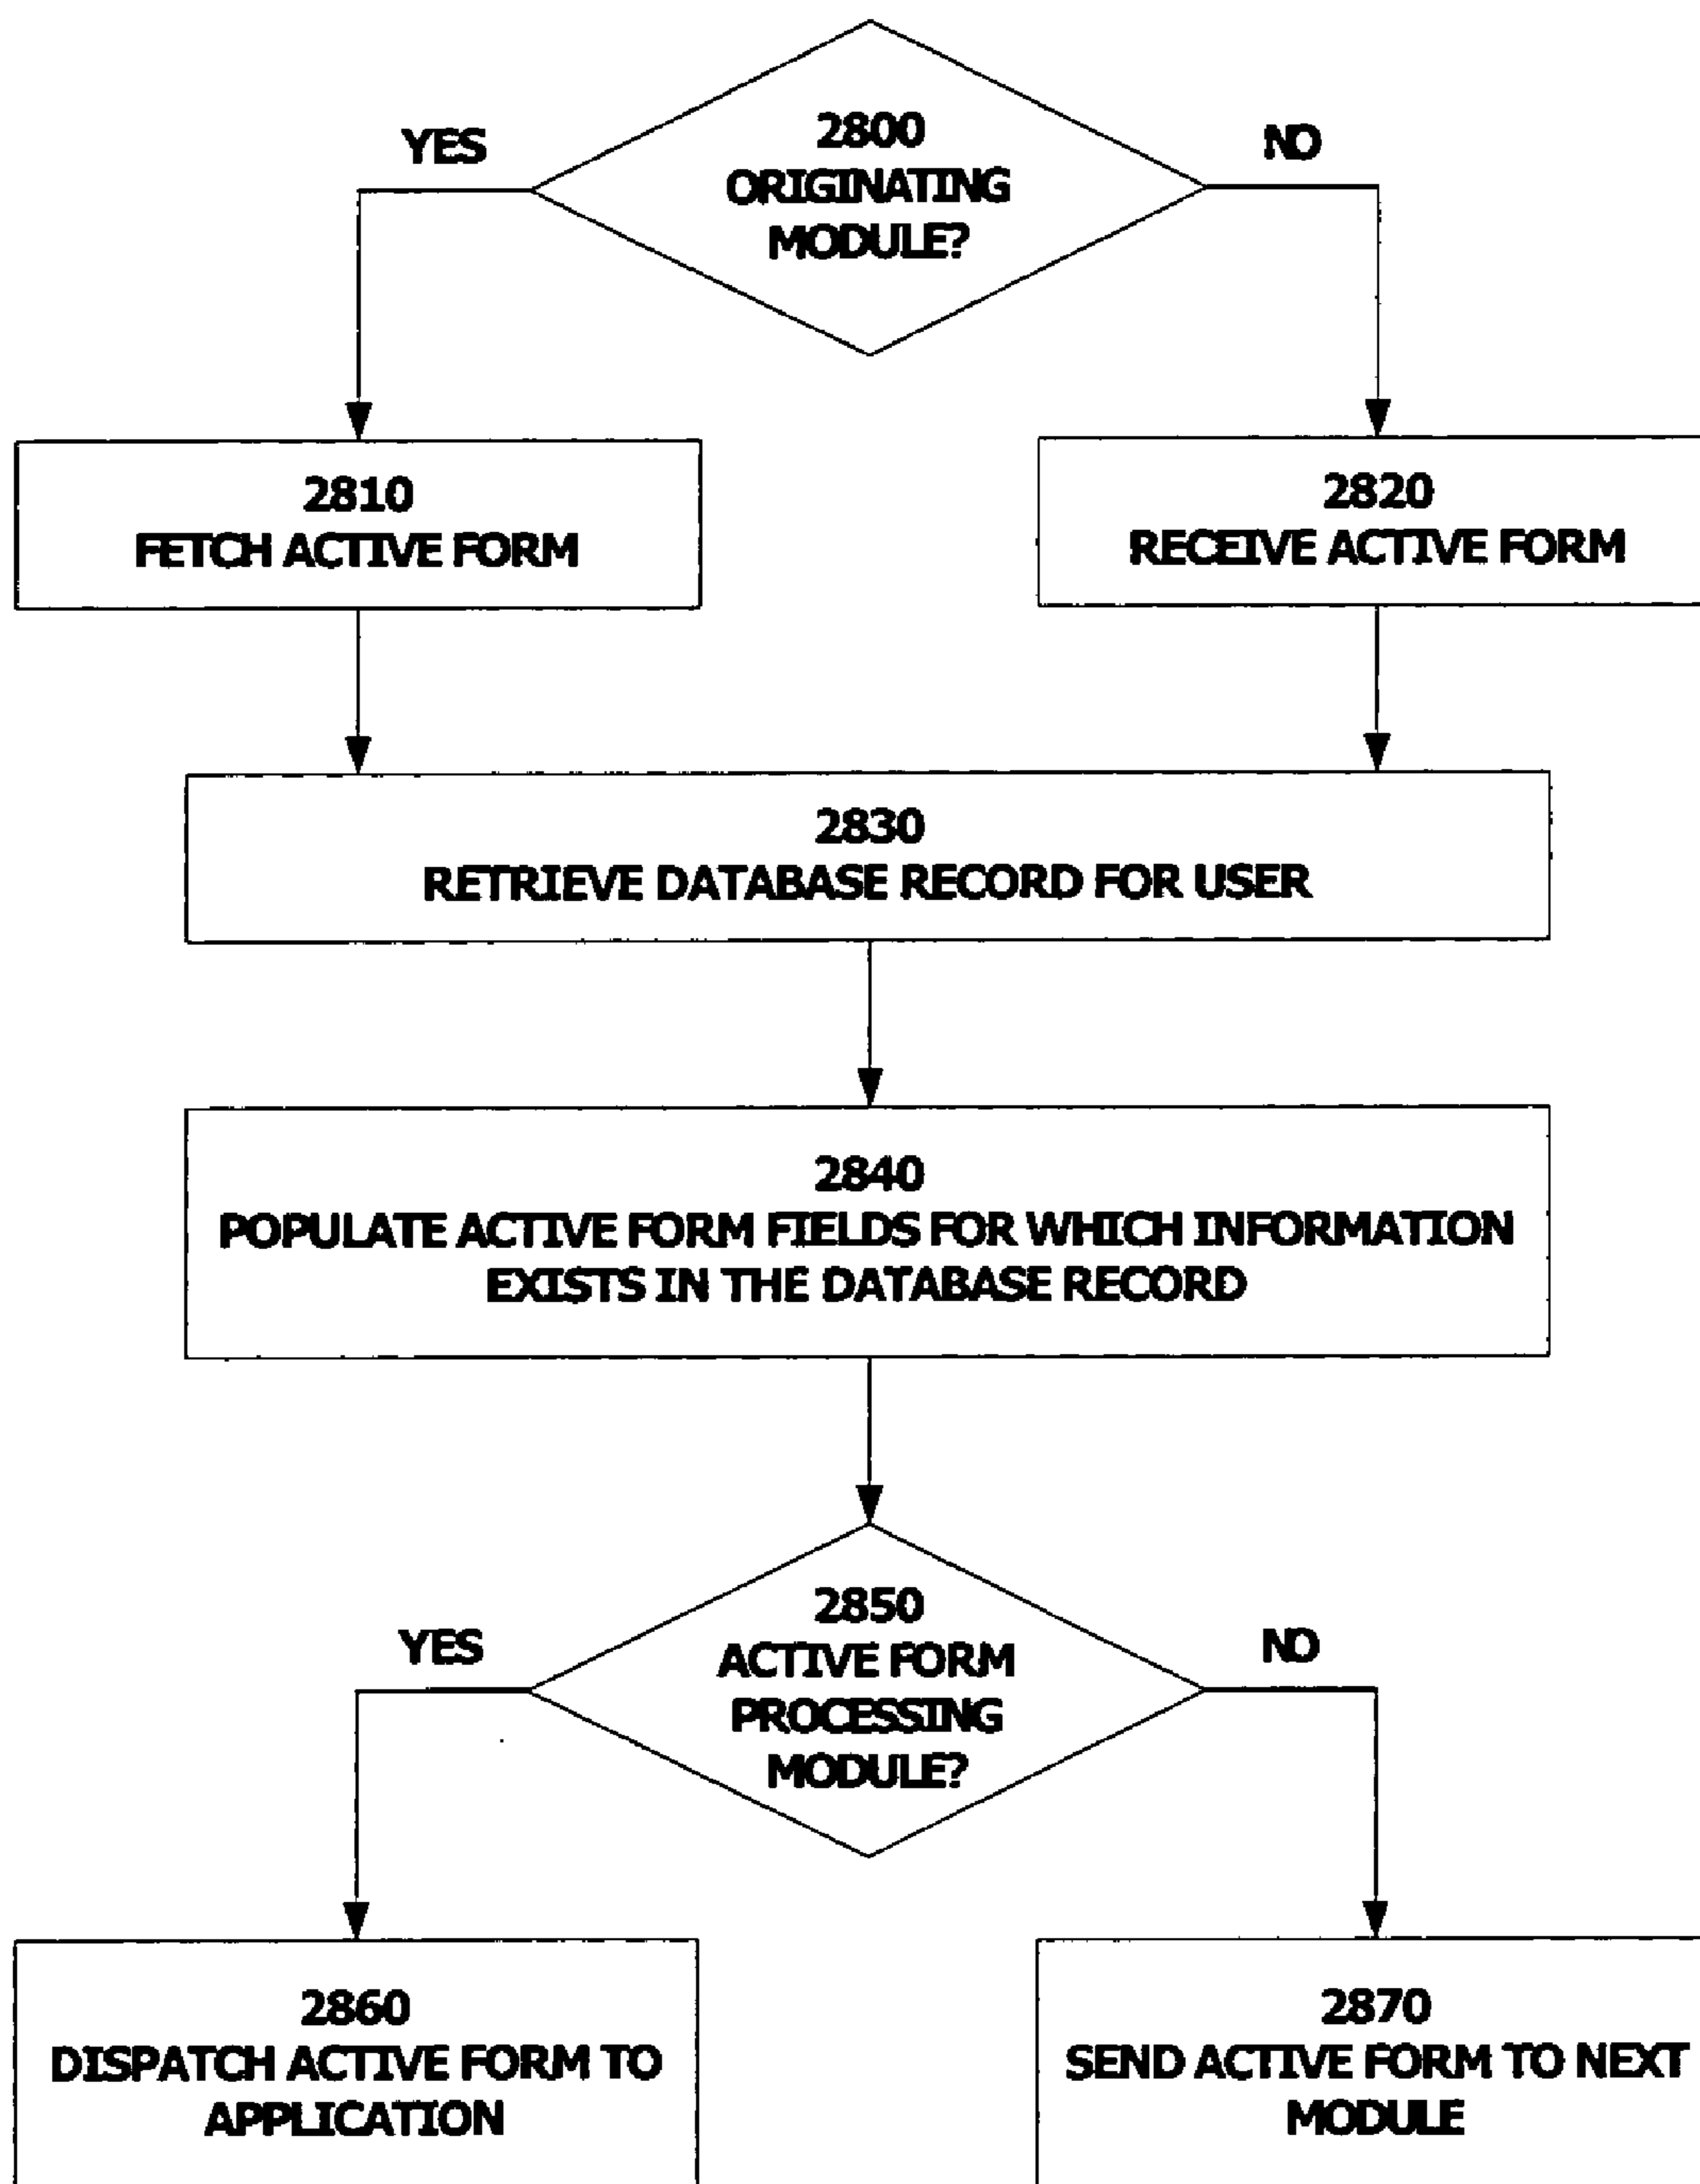 2800
ORIGINATING
MODULE?
YES
NO
2810
FETCH ACTIVE FORM
2820
RECEIVE ACTIVE FORM
2830
RETRIEVE DATABASE RECORD FOR USER
2840
POPULATE ACTIVE FORM FIELDS FOR WHICH INFORMATION
EXISTS IN THE DATABASE RECORD
2850
ACTIVE FORM
PROCESSING
MODULE?
YES
NO
2860
DISPATCH ACTIVE FORM TO
APPLICATION
2870
SEND ACTIVE FORM TO NEXT
MODULE